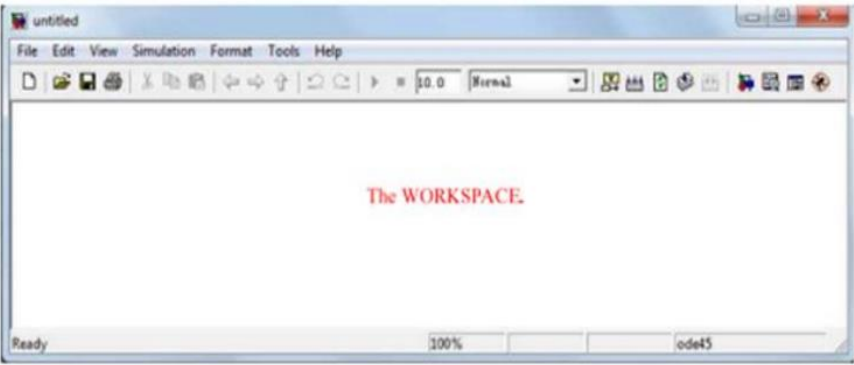 untitled
File Edit View Simulation Format Tools Help
10.0 Normal
The WORKSPACE.
Ready 100% ode45